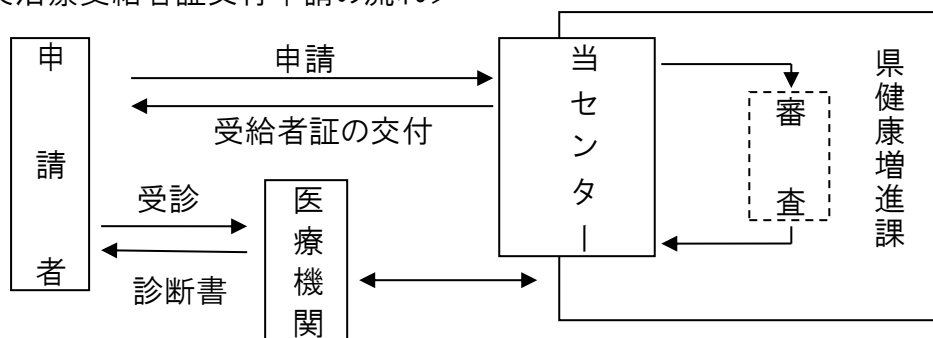 治療受給者証交付申請の流れ＞
申請者
申請
受給者証の交付
受診
診断書
医療機関
当センター
審査
県健康増進課